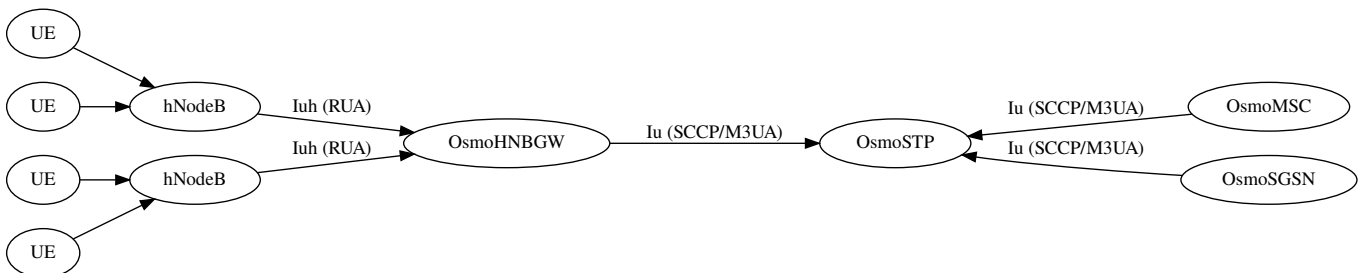 UE
UE
UE
UE
hNodeB
hNodeB
Iuh (RUA)
Iuh (RUA)
OsmoHNBGW
Iu (SCCP/M3UA)
OsmoSTP
Iu (SCCP/M3UA)
Iu (SCCP/M3UA)
OsmoMSC
OsmoSGSN